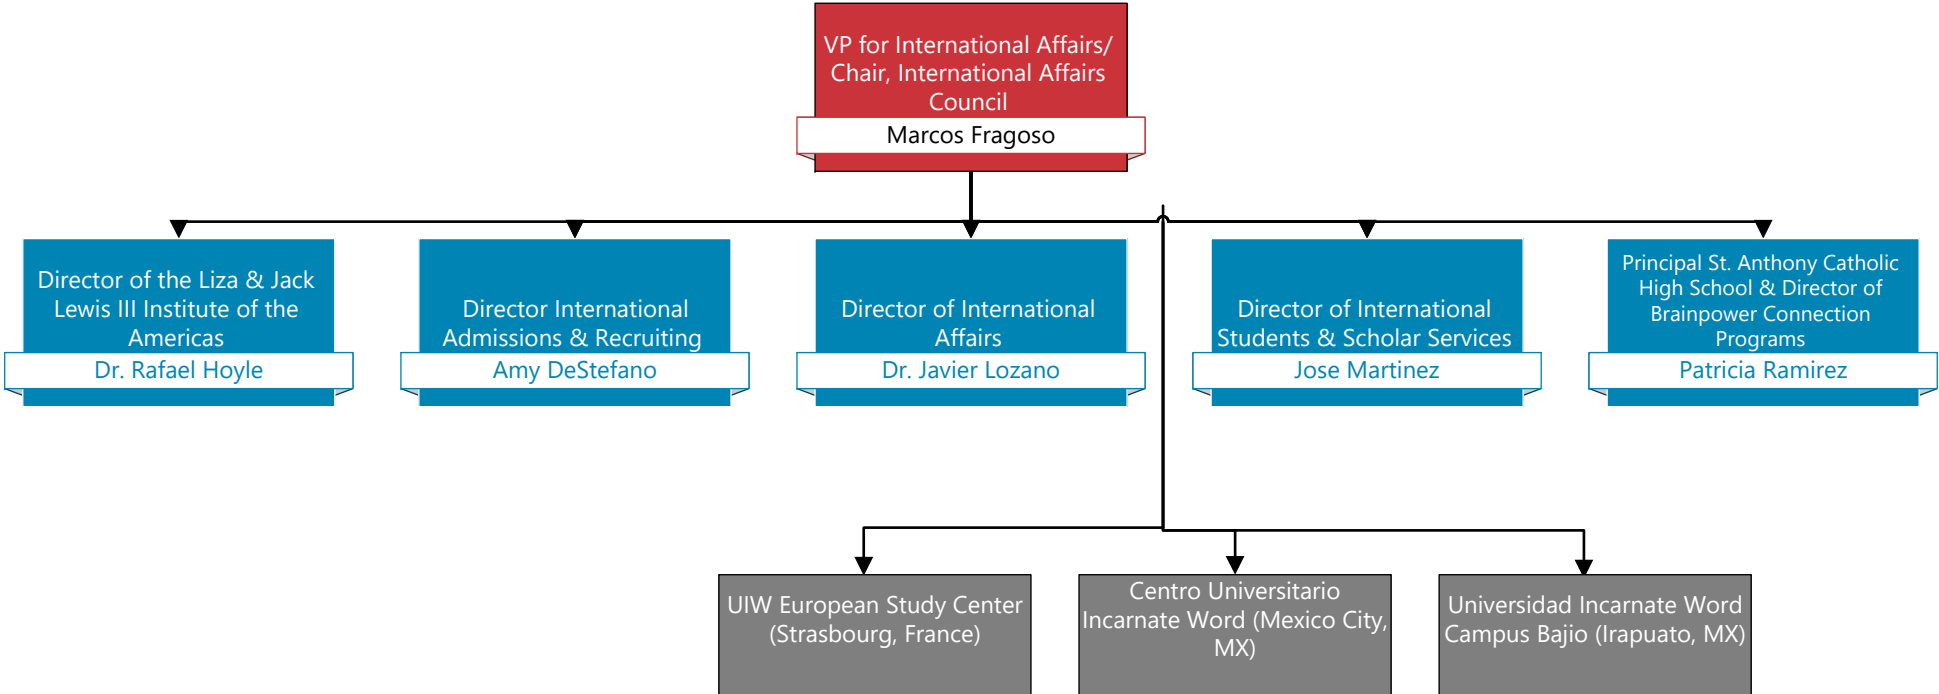 VP for International Affairs/
Chair, International Affairs
Council
Marcos Fragoso
Director of the Liza & Jack
Lewis III Institute of the
Americas
Dr. Rafael Hoyle
Director International
Admissions & Recruiting
Amy DeStefano
Director of International
Affairs
Dr. Javier Lozano
Director of International
Students & Scholar Services
Jose Martinez
Principal St. Anthony Catholic
High School & Director of
Brainpower Connection
Programs
Patricia Ramirez
UIW European Study Center
(Strasbourg, France)
Centro Universitario
Incarnate Word (Mexico City,
MX)
Universidad Incarnate Word
Campus Bajio (Irapuato, MX)